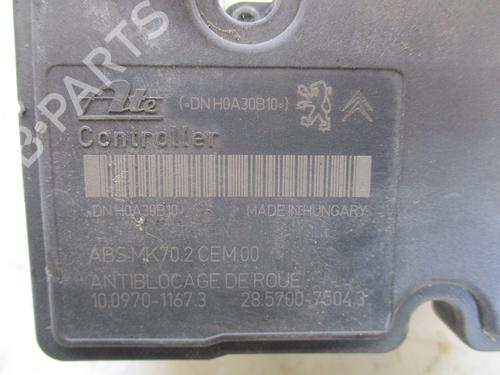 Ate («DN H0A30B10»)
Controller
«DN H0A30B10» MADE IN HUNGARY
ABS-MK70.2 CEM 00
ANTIBLOCAGE DE ROUE
10.0970-1167.3 28.5700-7504.3
B-PARTS